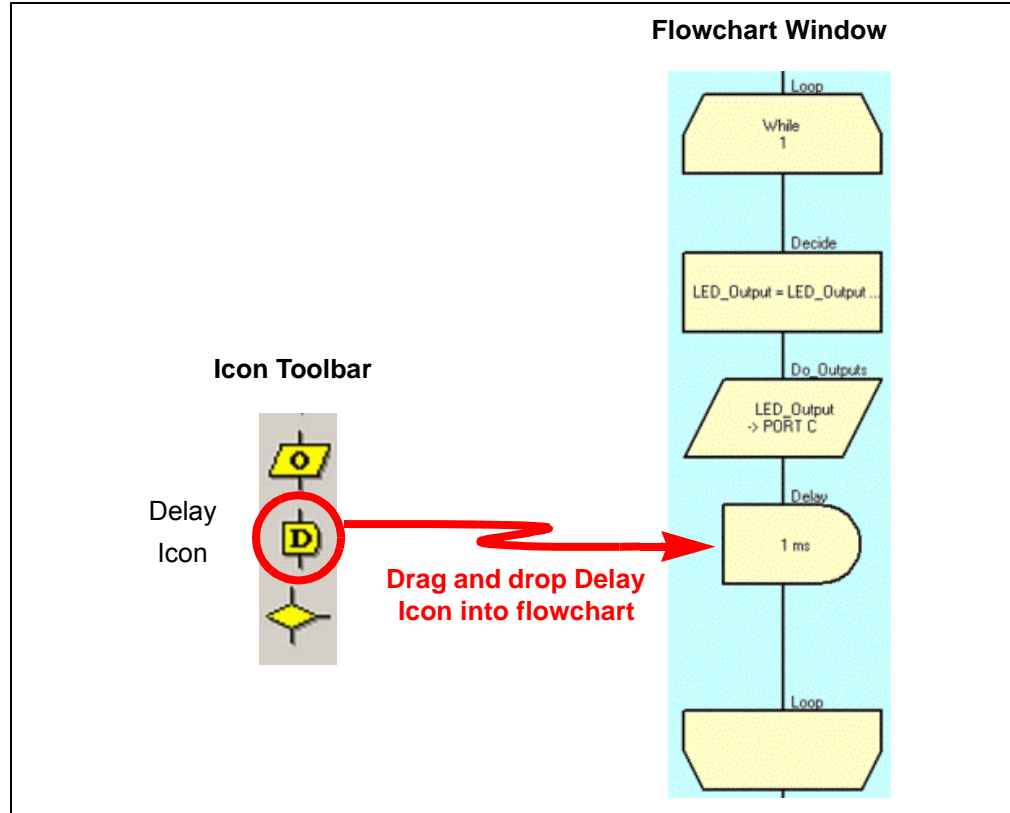 Flowchart Window
Loop
While
1
Decide
LED_Output = LED_Output ...
Do_Outputs
LED_Output
-> PORT C
Icon Toolbar
O
Delay
Icon
D
Delay
1 ms
Drag and drop Delay
Icon into flowchart
Loop